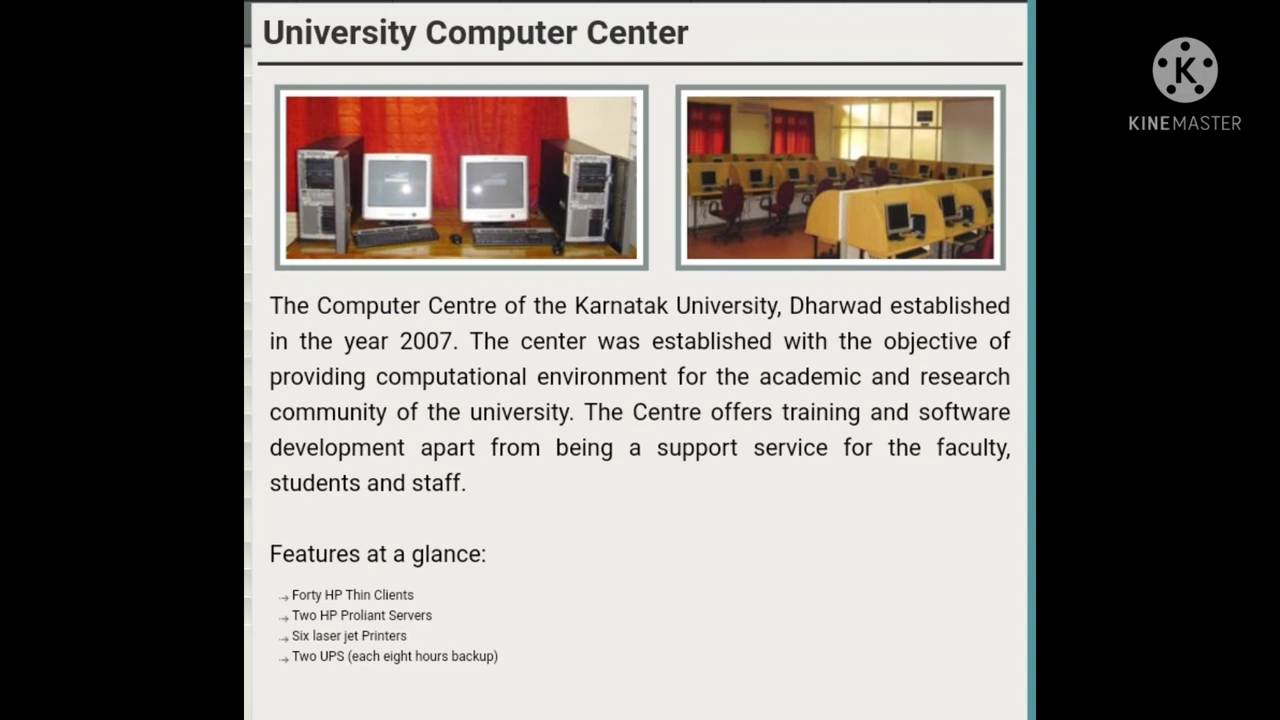 University Computer Center
KINEMASTER
The Computer Centre of the Karnatak University, Dharwad established
in the year 2007. The center was established with the objective of
providing computational environment for the academic and research
community of the university. The Centre offers training and software
development apart from being a support service for the faculty,
students and staff.
Features at a glance:
Forty HP Thin Clients
Two HP Proliant Servers
Six laser jet Printers
Two UPS (each eight hours backup)